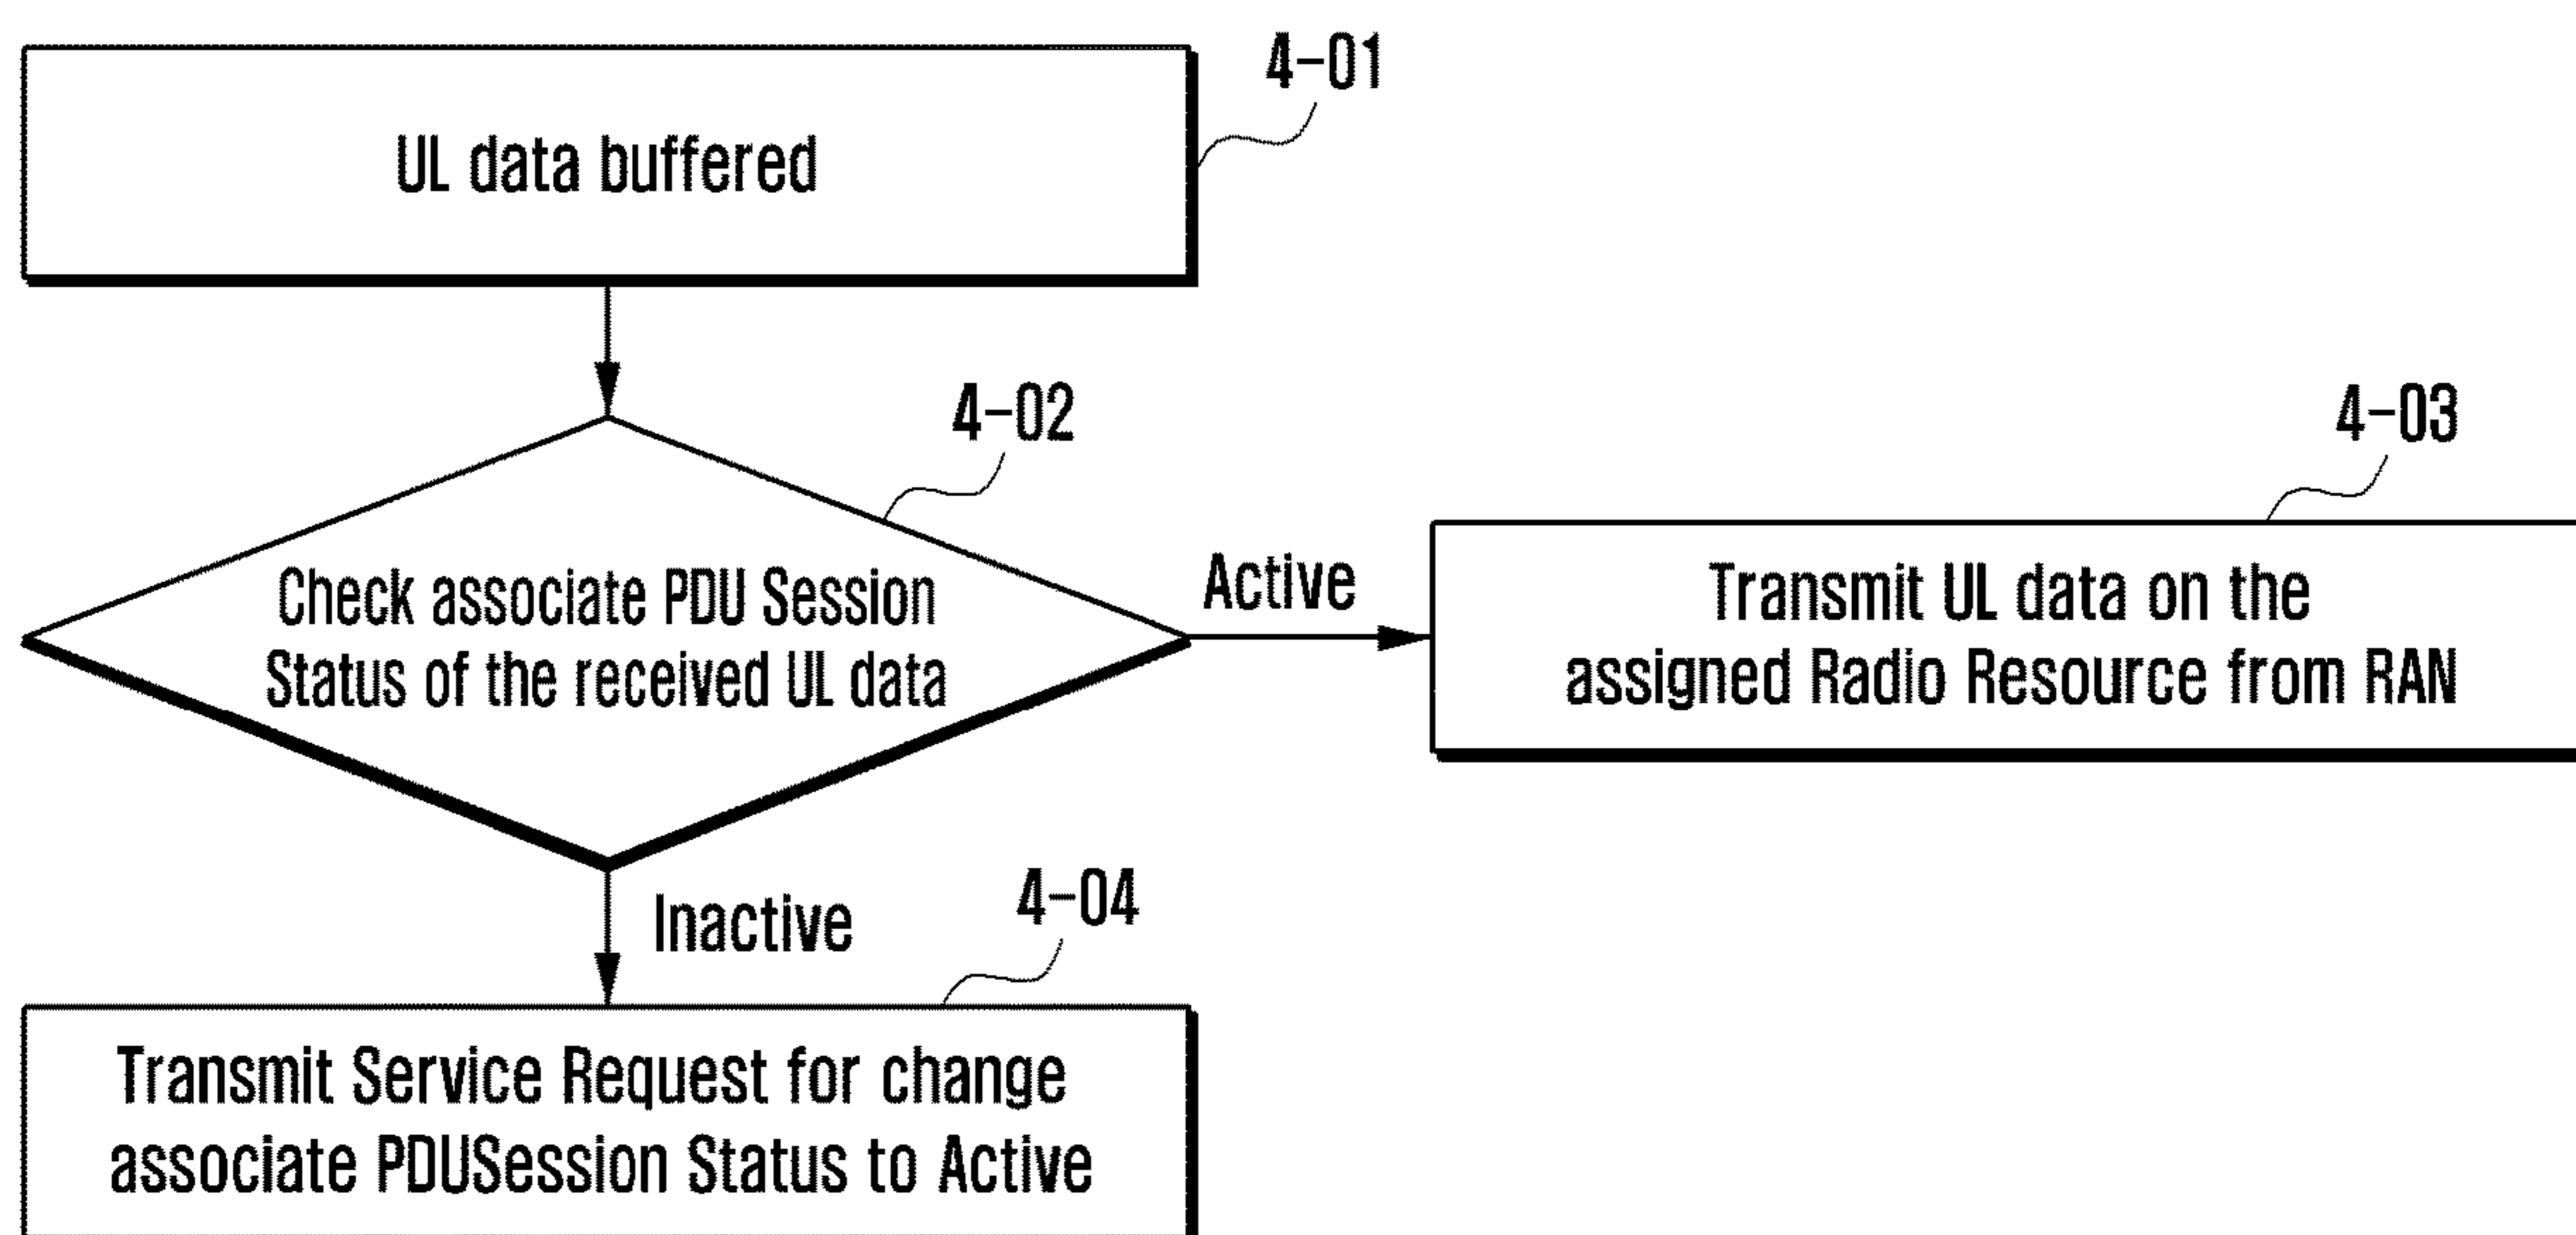 4-01
UL data buffered
4-02
4-03
Check associate PDU Session
Status of the received UL data
Active
Transmit UL data on the
assigned Radio Resource from RAN
Inactive
4-04
Transmit Service Request for change
associate PDUSession Status to Active